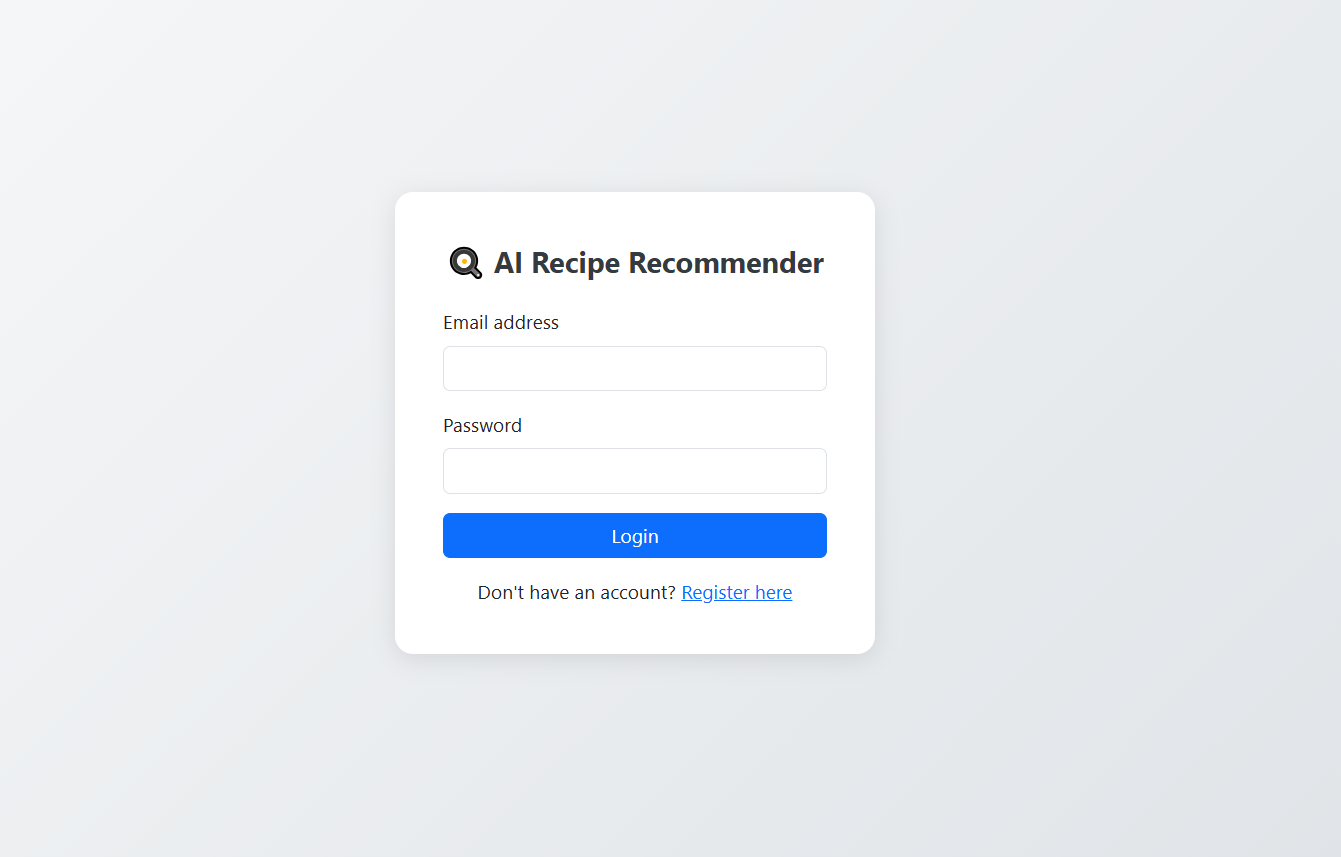 AI Recipe Recommender
Email address
Password
Login
Don't have an account? Register here